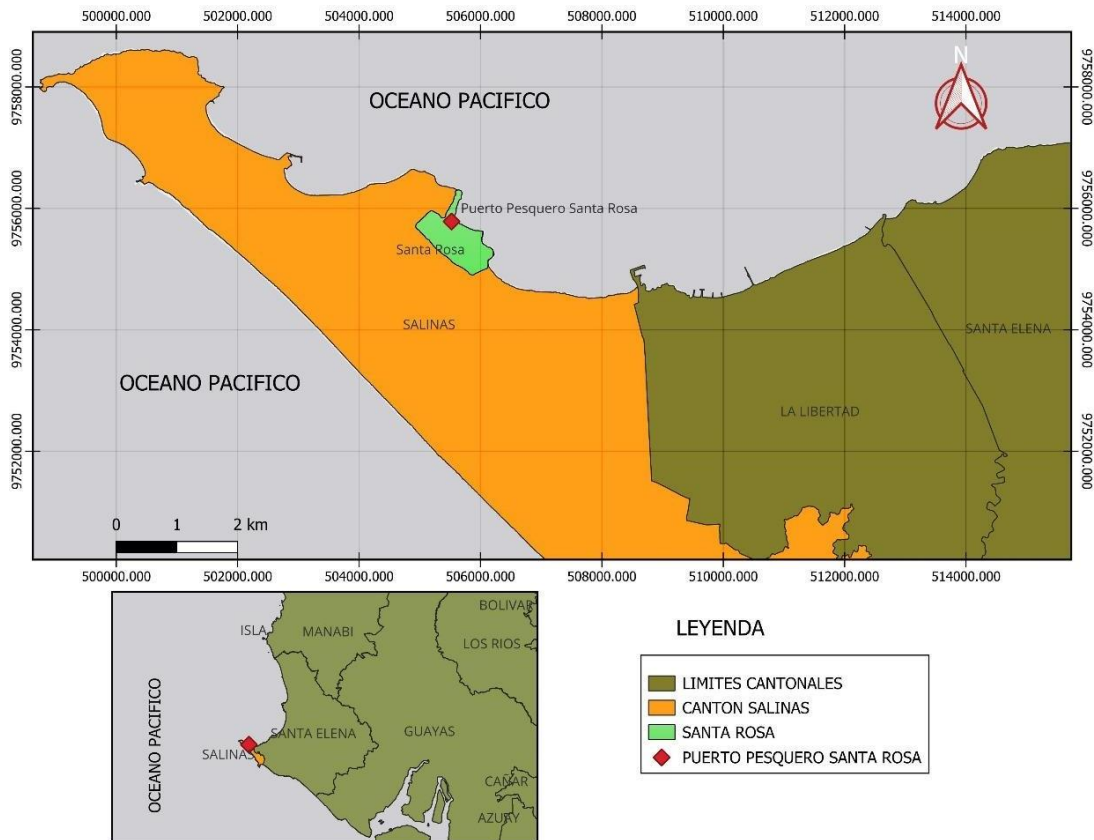 500000.000 502000.000 504000.000 506000.000 508000.000 510000.000 512000.000 514000.000
N
9758000.000 9758000.000
OCEANO PACIFICO
9756000.000 9756000.000
Puerto Pesquero Santa Rosa
Santa Rosa
SALINAS
SANTA ELENA
9754000.000 9754000.000
OCEANO PACIFICO
LA LIBERTAD
9752000.000 9752000.000
0 1 2 km
500000.000 502000.000 504000.000 506000.000 508000.000 510000.000 512000.000 514000.000
BOLIVAR
ISLA MANABI
LOS RIOS
OCEANO PACIFICO
SANTA ELENA GUAYAS
SALINAS
CAÑAR
AZUAY
LEYENDA
LIMITES CANTONALES
CANTON SALINAS
SANTA ROSA
PUERTO PESQUERO SANTA ROSA